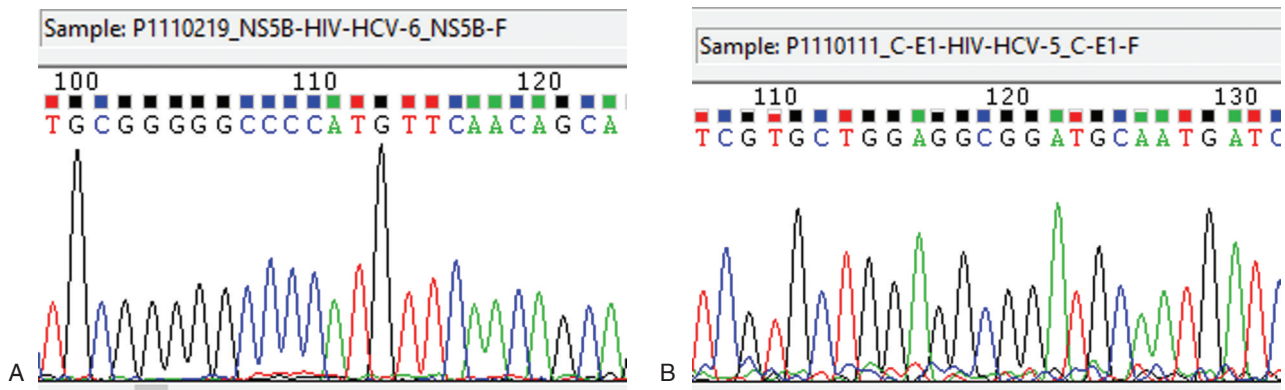 Sample: P1110219_NS5B-HIV-HCV-6_NS5B-F
100 110 120
TGCGGGGGCCCCATGTTCAACAGCA
A
Sample: P1110111_C-E1-HIV-HCV-5_C-E1-F
110 120 130
TCGTGCTGGAGGCGGATGCAATGATC
B